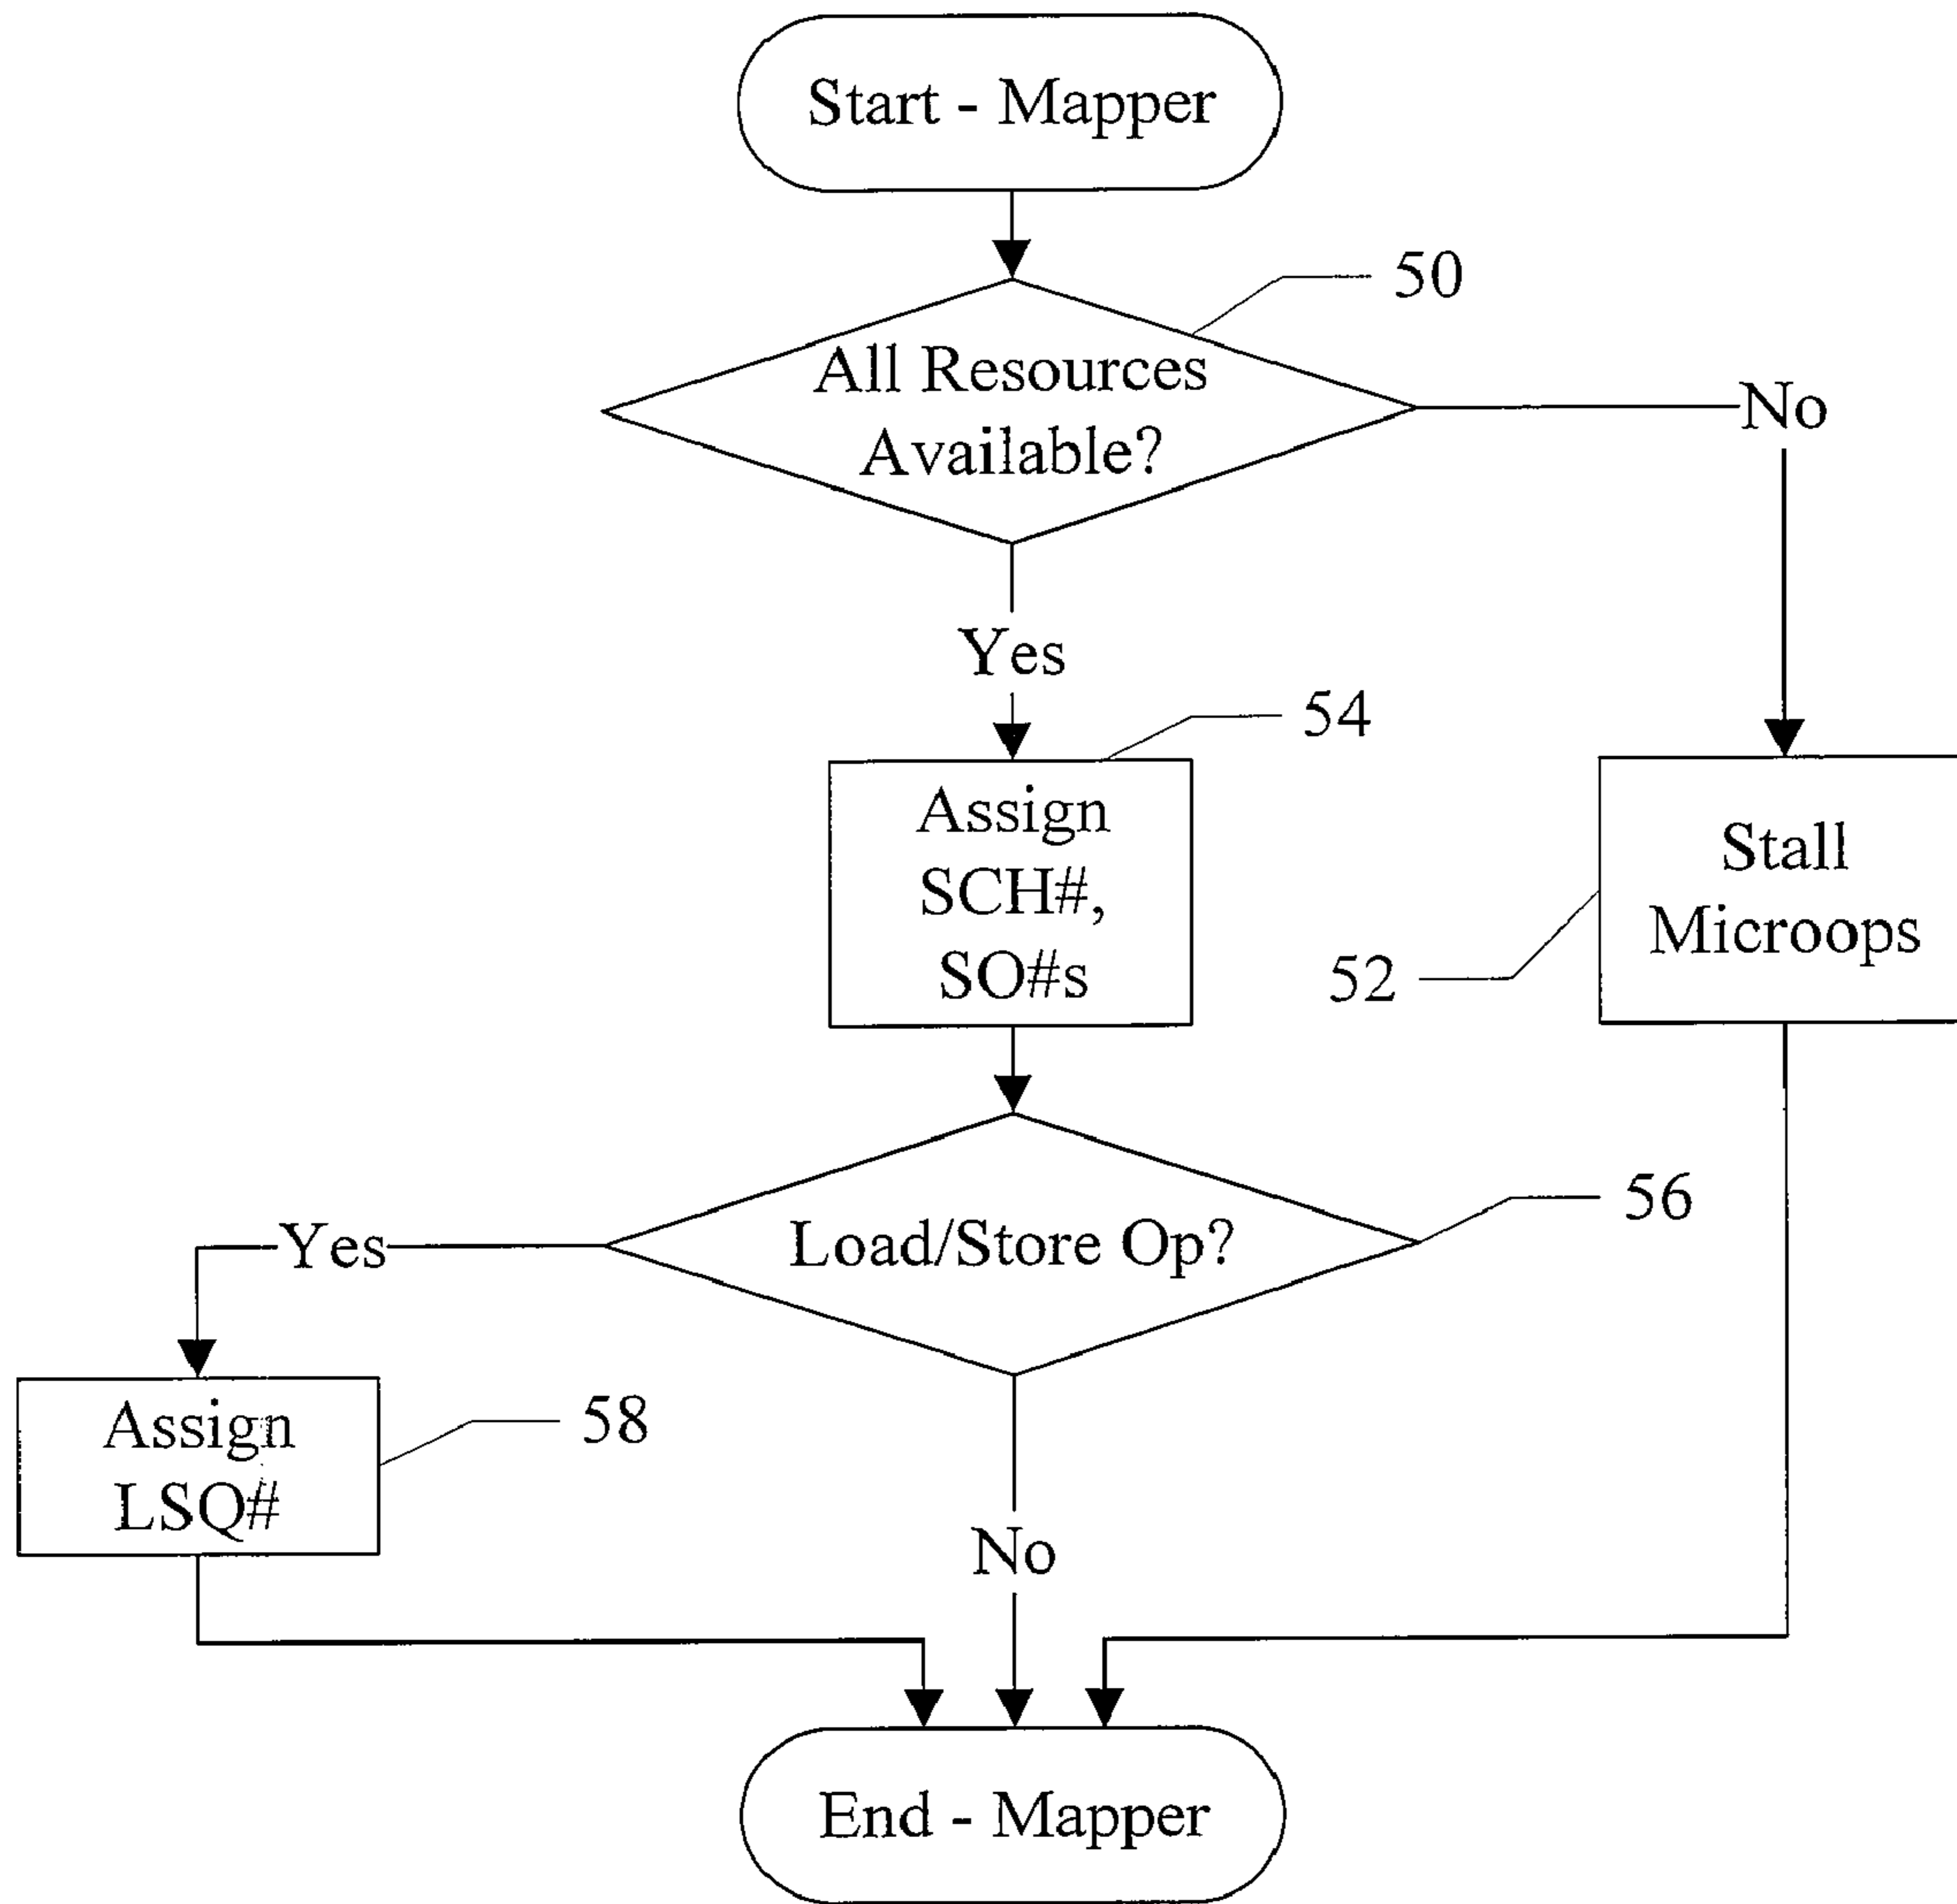 Start - Mapper
50
All Resources
Available?
No
Yes
54
Assign
SCH#,
SO#s
Stall
Microops
52
56
Load/Store Op?
Yes
Assign
LSQ#
58
No
End - Mapper